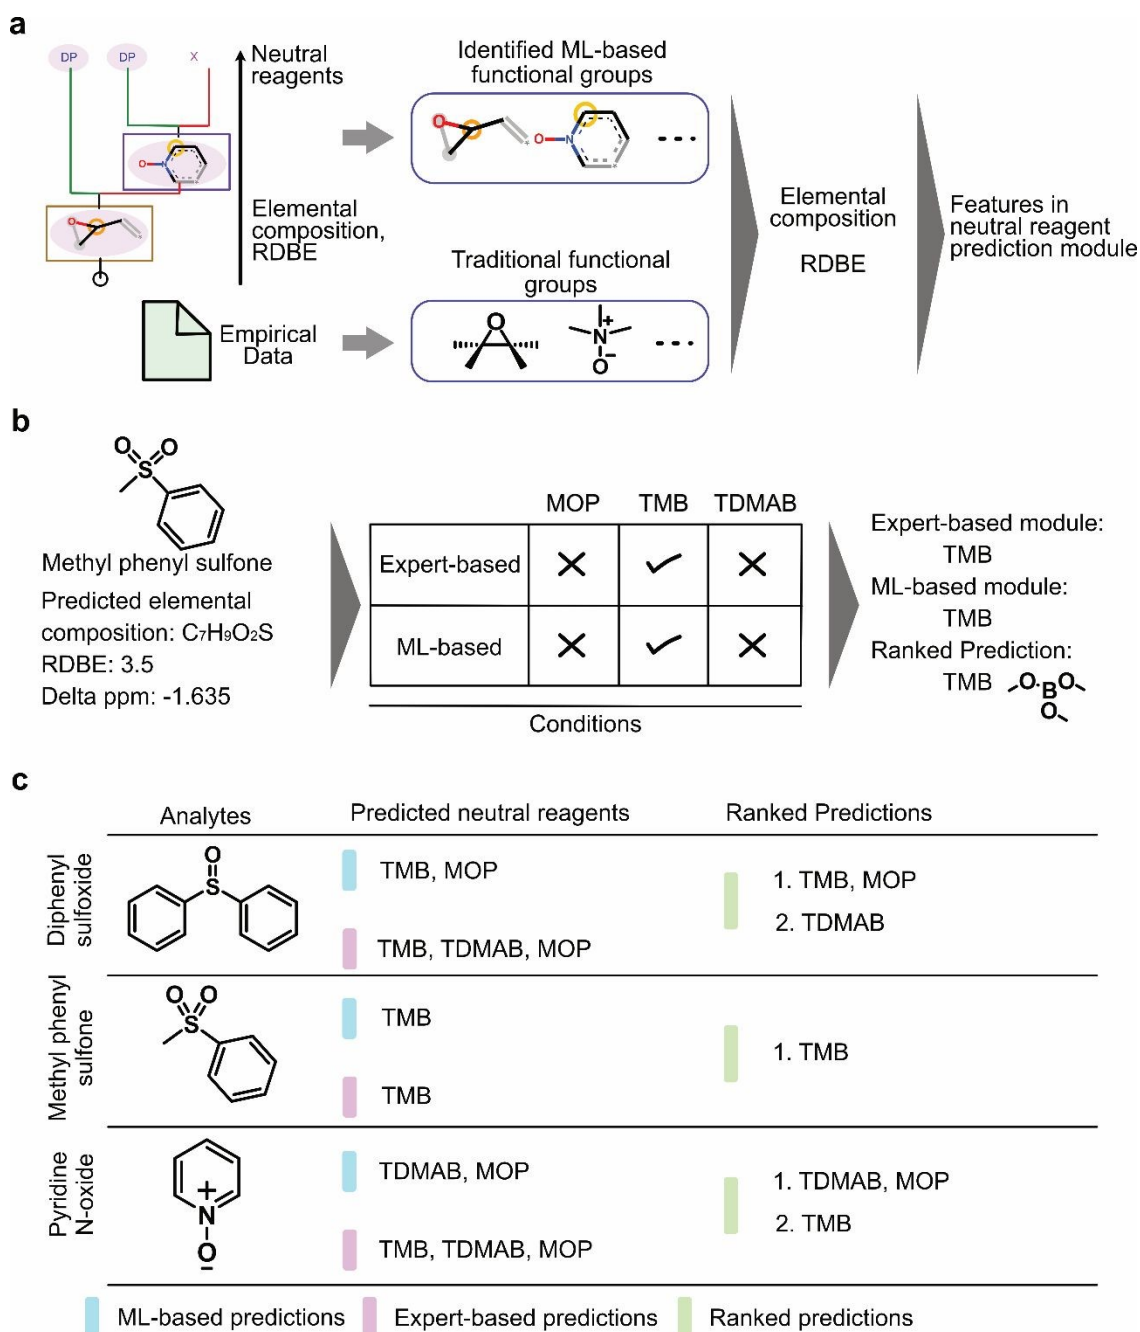 a
DP DP X
Neutral
reagents
Elemental
composition,
RDBE
Empirical
Data
Identified ML-based
functional groups
Traditional functional
groups
Elemental
composition
RDBE
Features in
neutral reagent
prediction module
b
Methyl phenyl sulfone
Predicted elemental
composition: C₇H₉O₂S
RDBE: 3.5
Delta ppm: -1.635
MOP TMB TDMAB
Expert-based
ML-based
Conditions
Expert-based module:
TMB
ML-based module:
TMB
Ranked Prediction:
TMB
c
Analytes Predicted neutral reagents Ranked Predictions
Diphenyl
sulfoxide
TMB, MOP
TMB, TDMAB, MOP
1. TMB, MOP
2. TDMAB
Methyl phenyl
sulfone
TMB
TMB
1. TMB
Pyridine
N-oxide
TDMAB, MOP
TMB, TDMAB, MOP
1. TDMAB, MOP
2. TMB
ML-based predictions Expert-based predictions Ranked predictions